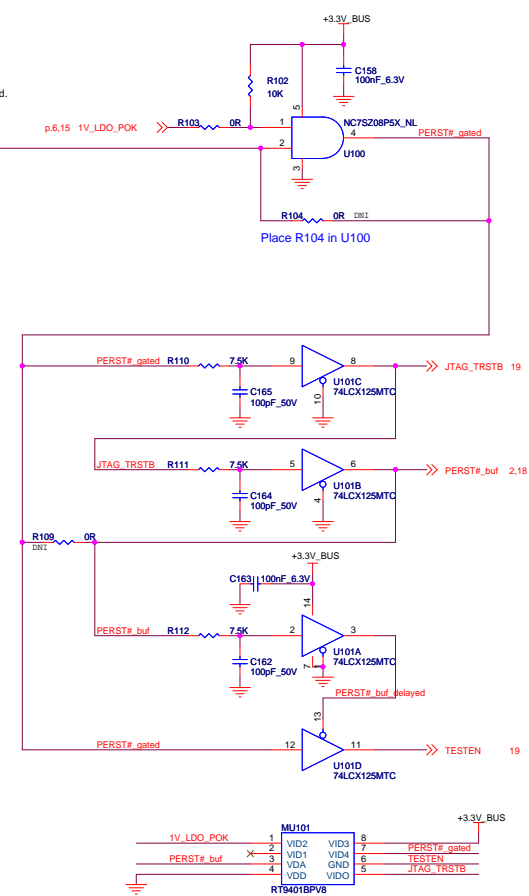 +3.3V_BUS
d.
R102
10K
C158
100nF_6.3V
p.6,15 1V_LDO_POK
R103
0R
1
2
5
3
4
NC7SZ08P5X_NL
U100
PERST#_gated
R104
0R
DNI
Place R104 in U100
PERST#_gated
R110
7.5K
9
8
10
U101C
74LCX125MTC
JTAG_TRSTB 19
C165
100pF_50V
JTAG_TRSTB
R111
7.5K
5
6
4
U101B
74LCX125MTC
PERST#_buf 2,18
C164
100pF_50V
R109
0R
DNI
+3.3V_BUS
C163
100nF_6.3V
14
PERST#_buf
R112
7.5K
2
3
7
1
U101A
74LCX125MTC
C162
100pF_50V
PERST#_buf_delayed
13
PERST#_gated
12
11
TESTEN 19
U101D
74LCX125MTC
+3.3V_BUS
MU101
1V_LDO_POK 1 VID2 VID3 8
2 VID1 VID4 7 PERST#_gated
PERST#_buf 3 VDA GND 6 TESTEN
4 VDD VIDO 5 JTAG_TRSTB
RT9401BPV8